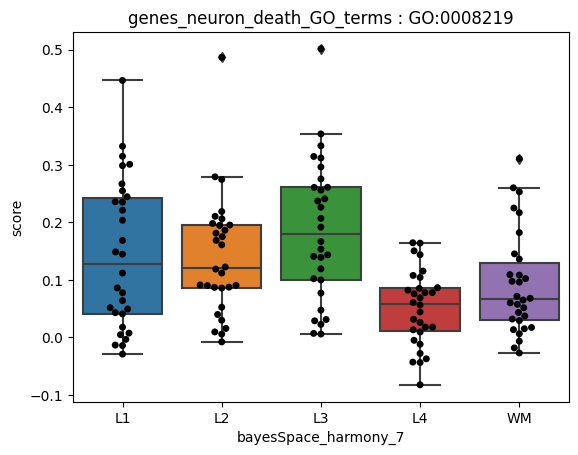 genes_neuron_death_GO_terms : GO:0008219
score
0.5
0.4
0.3
0.2
0.1
0.0
−0.1
L1 L2 L3 L4 WM
bayesSpace_harmony_7